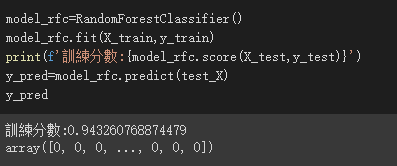 model_rfc=RandomForestClassifier()
model_rfc.fit(X_train,y_train)
print(f'訓練分數:{model_rfc.score(X_test,y_test)}')
y_pred=model_rfc.predict(test_X)
y_pred
訓練分數:0.943260768874479
array([0, 0, 0, ..., 0, 0, 0])